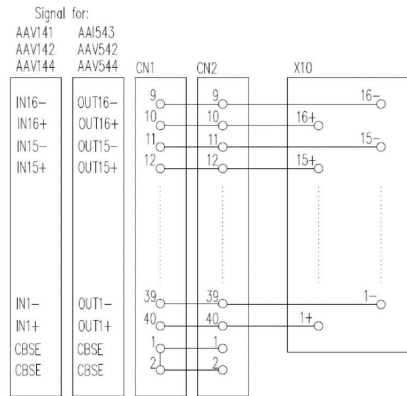 Signal for:
AAV141 AAI543
AAV142 AAV542
AAV144 AAV544 CN1 CN2 X10
IN16- OUT16- 9 9 16-
IN16+ OUT16+ 10 10 16+
IN15- OUT15- 11 11 15-
IN15+ OUT15+ 12 12 15+
IN1- OUT1- 39 39 1-
IN1+ OUT1+ 40 40 1+
CBSE CBSE 1 1
CBSE CBSE 2 2